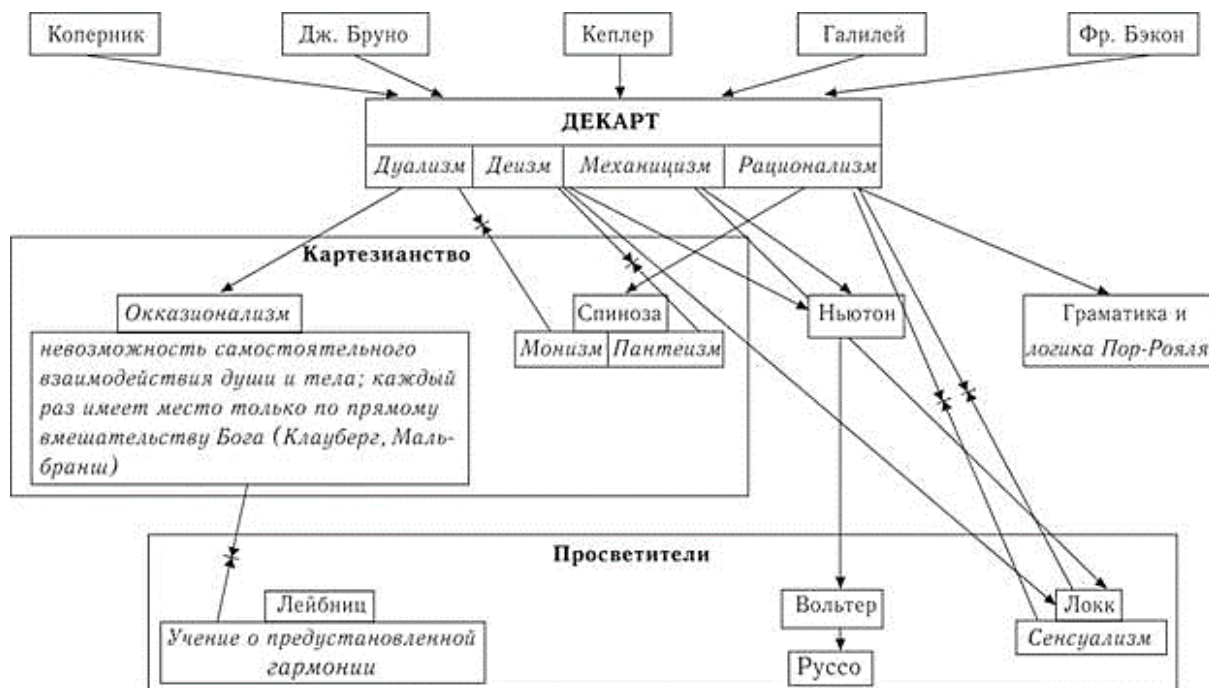 Коперник
Дж. Бруно
Кеплер
Галилей
Фр. Бэкон
ДЕКАРТ
Дуализм
Деизм
Механицизм
Рационализм
Картезианство
Окказионализм
невозможность самостоятельного
взаимодействия души и тела; каждый
раз имеет место только по прямому
вмешательству Бога (Клауберг, Маль-
бранш)
Спиноза
Монизм
Пантеизм
Ньютон
Граматика и
логика Пор-Рояля
Просветители
Лейбниц
Учение о предустановленной
гармонии
Вольтер
Руссо
Локк
Сенсуализм